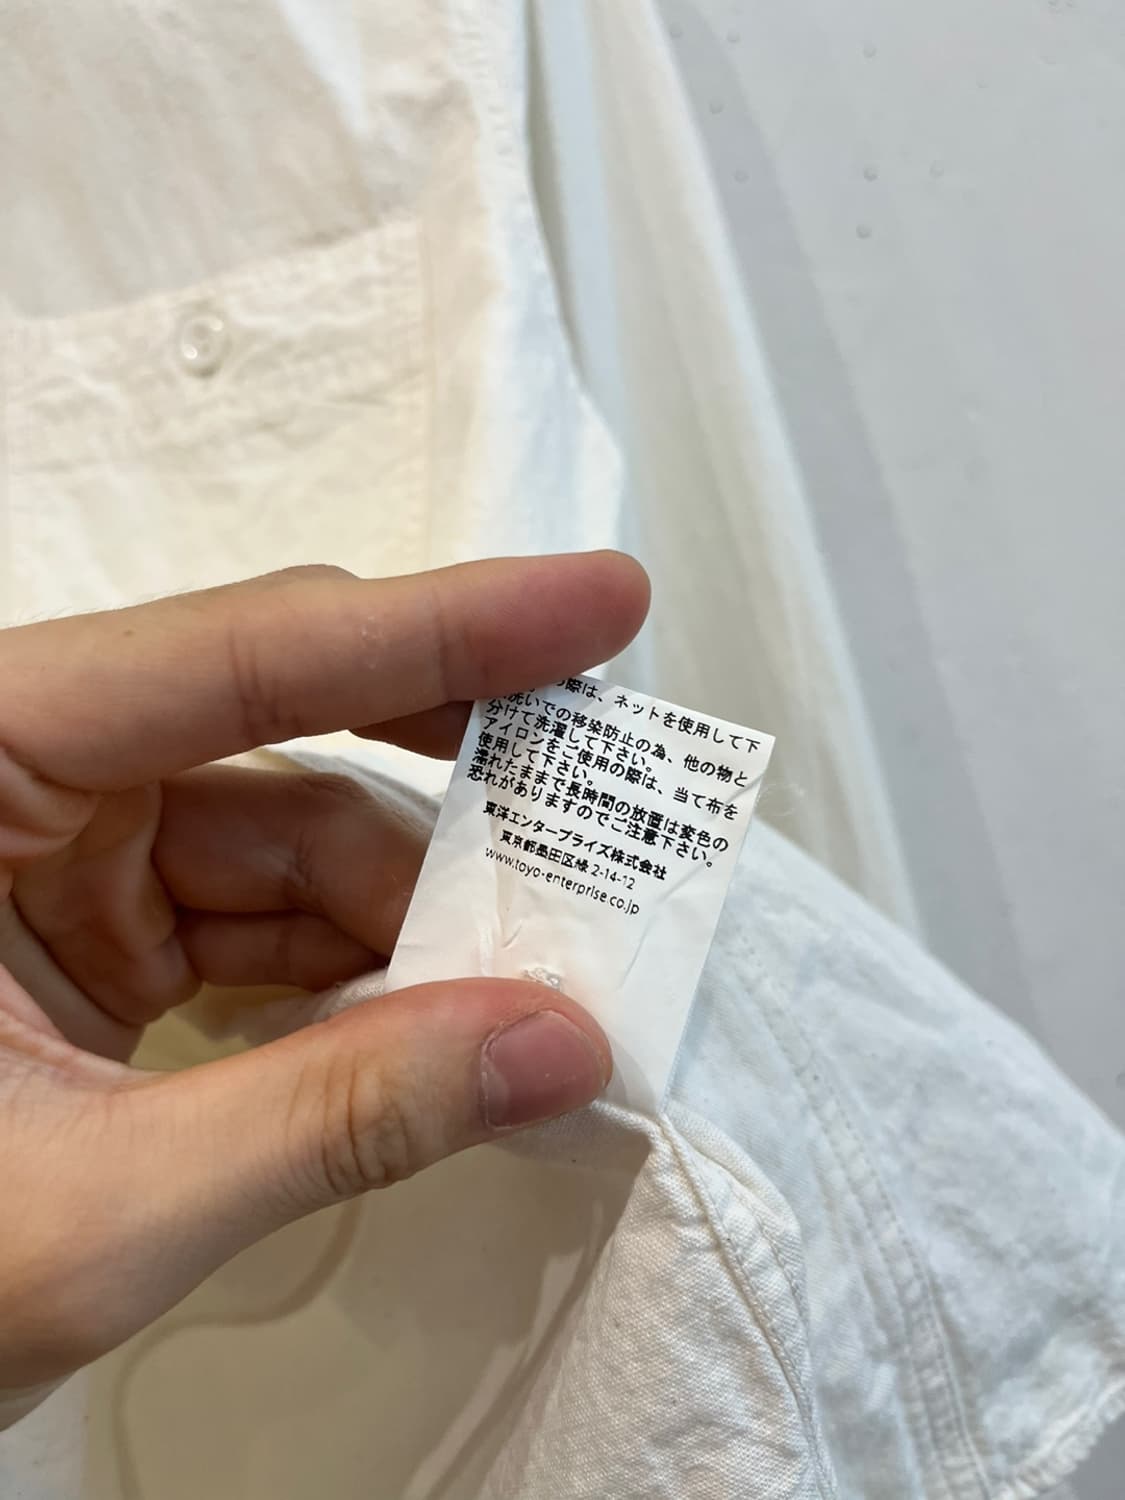 際は、ネットを使用して下
洗いでの移染防止の為、他の物と
分けて洗濯して下さい。
アイロンをご使用の際は、当て布を
使用して下さい。
濡れたままで長時間の放置は変色の
恐れがありますのでご注意下さい。
東洋エンタープライズ株式会社
東京都墨田区緑 2-14-12
www.toyo-enterprise.co.jp